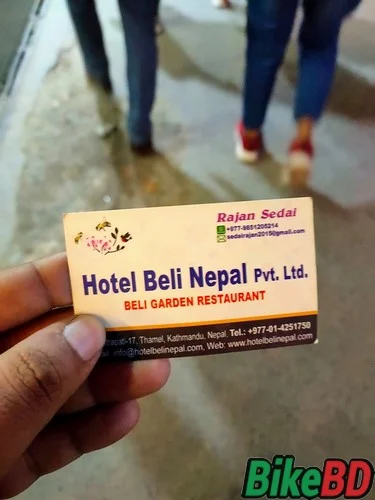 Rajan Sedai
+977-9851205214
sedairajan2015@gmail.com
Hotel Beli Nepal Pvt. Ltd.
BELI GARDEN RESTAURANT
-17, Thamel, Kathmandu, Nepal, Tel.: +977-01-4251750
info@hotelbelinepal.com, Web: www.hotelbelinepal.com
BikeBD